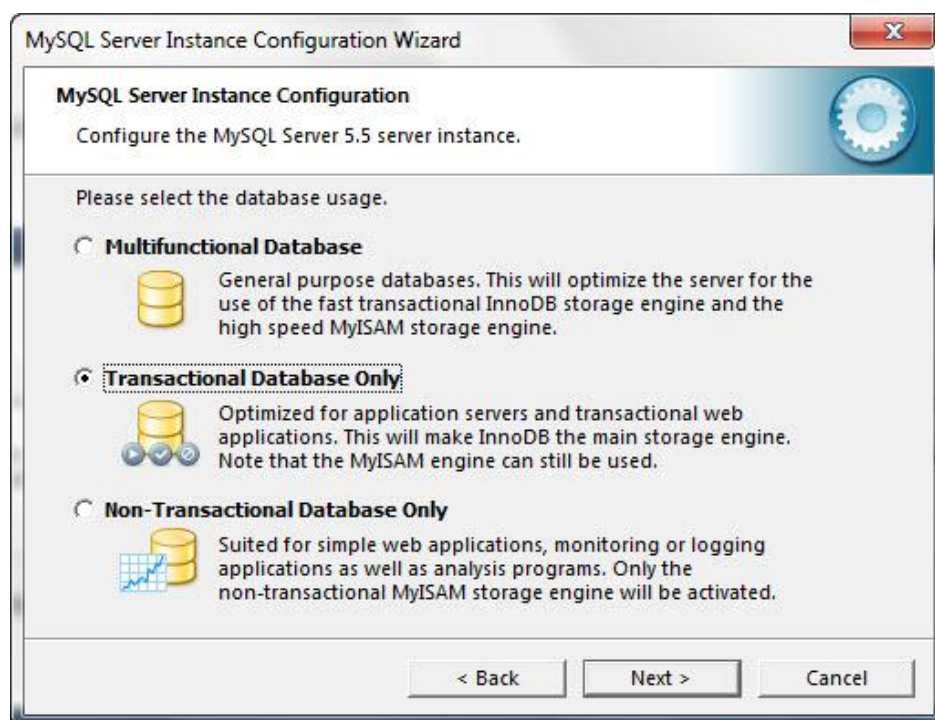 MySQL Server Instance Configuration Wizard
MySQL Server Instance Configuration
Configure the MySQL Server 5.5 server instance.
Please select the database usage.
Multifunctional Database
General purpose databases. This will optimize the server for the
use of the fast transactional InnoDB storage engine and the
high speed MyISAM storage engine.
Transactional Database Only
Optimized for application servers and transactional web
applications. This will make InnoDB the main storage engine.
Note that the MyISAM engine can still be used.
Non-Transactional Database Only
Suited for simple web applications, monitoring or logging
applications as well as analysis programs. Only the
non-transactional MyISAM storage engine will be activated.
< Back Next > Cancel